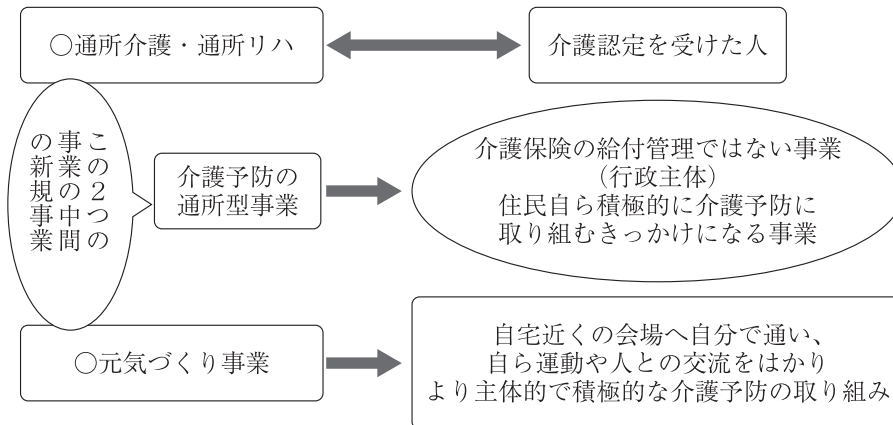 ○通所介護・通所リハ
介護認定を受けた人
この2つの
事業の中間
の新規事業
介護予防の
通所型事業
介護保険の給付管理ではない事業
（行政主体）
住民自ら積極的に介護予防に
取り組むきっかけになる事業
○元気づくり事業
自宅近くの会場へ自分で通い、
自ら運動や人との交流をはかり
より主体的で積極的な介護予防の取り組み